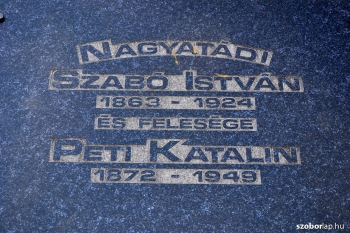 NAGYATÁDI
SZABÓ ISTVÁN
1863 - 1924
ÉS FELESÉGE
PETI KATALIN
1872 - 1949
szoborlap.hu